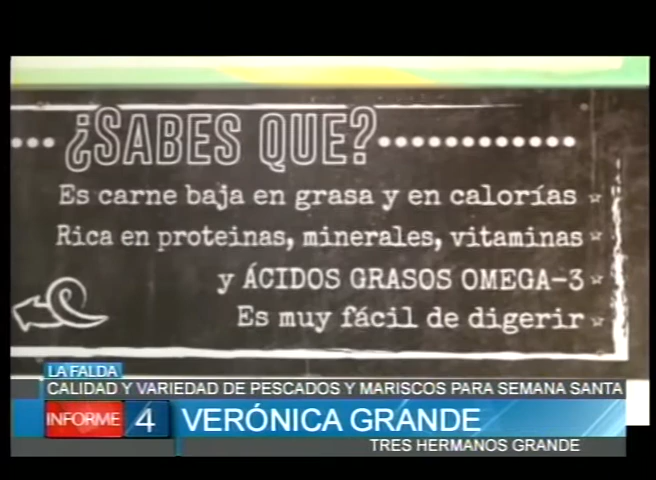 ¿SABES QUE?
Es carne baja en grasa y en calorías
Rica en proteinas, minerales, vitaminas
y ÁCIDOS GRASOS OMEGA-3
Es muy fácil de digerir
LA FALDA
CALIDAD Y VARIEDAD DE PESCADOS Y MARISCOS PARA SEMANA SANTA
INFORME 4
VERÓNICA GRANDE
TRES HERMANOS GRANDE